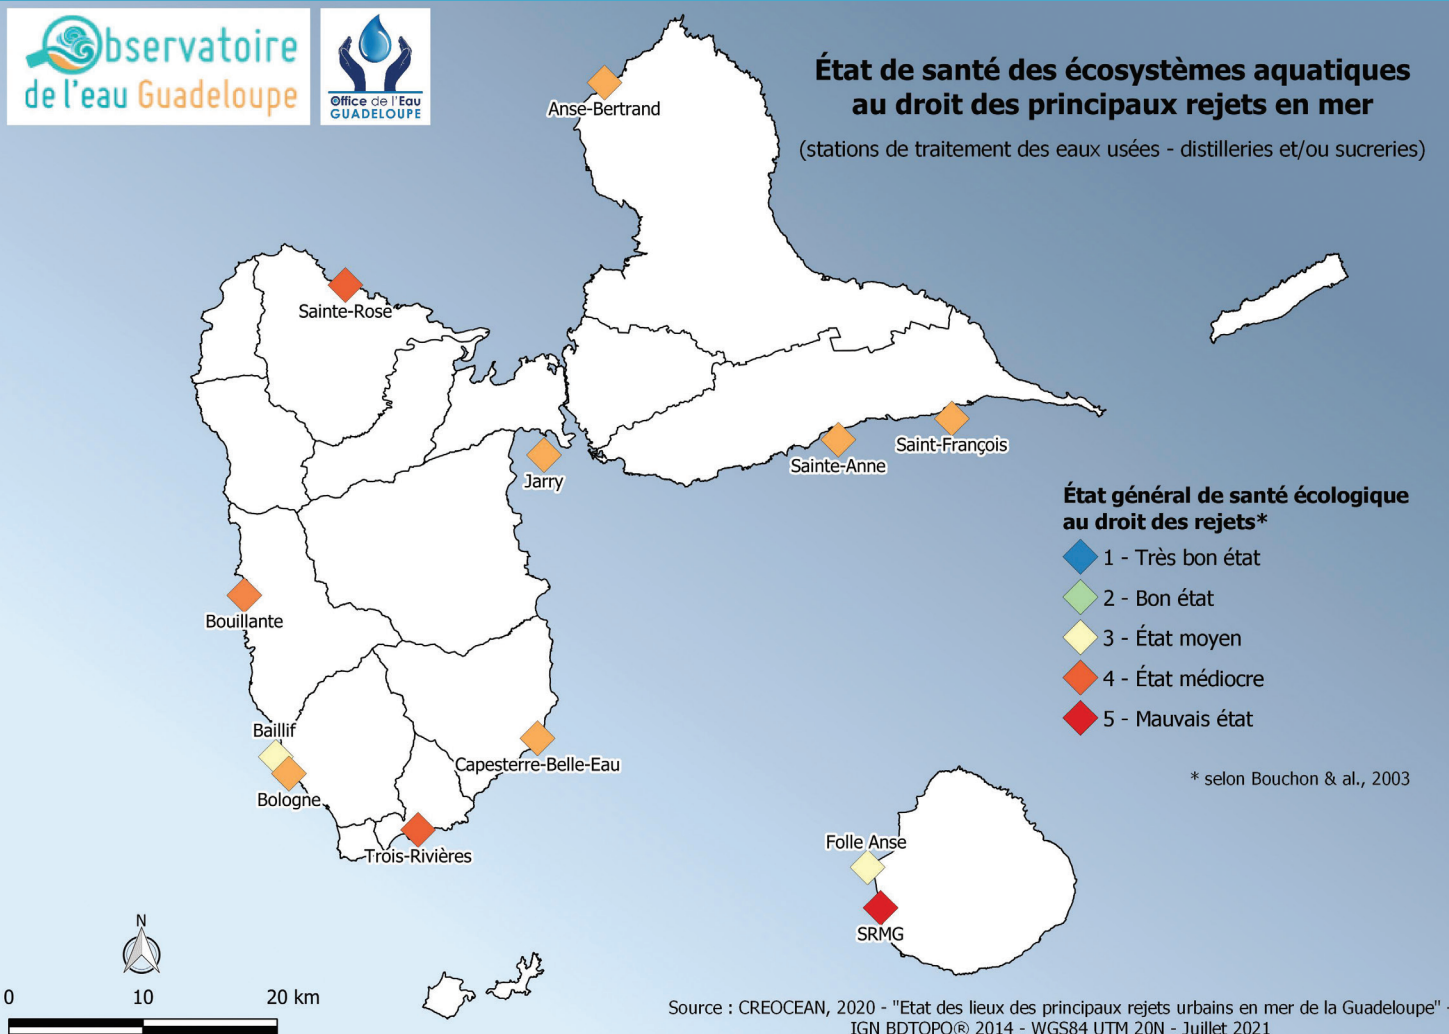 Observatoire
de l'eau Guadeloupe
Office de l'Eau
GUADELOUPE
État de santé des écosystèmes aquatiques
au droit des principaux rejets en mer
(stations de traitement des eaux usées - distilleries et/ou sucreries)
Anse-Bertrand
Sainte-Rose
Saint-François
Sainte-Anne
Jarry
État général de santé écologique
au droit des rejets*
1 - Très bon état
2 - Bon état
3 - État moyen
4 - État médiocre
5 - Mauvais état
* selon Bouchon & al., 2003
Bouillante
Baillif
Bologne
Capesterre-Belle-Eau
Trois-Rivières
Folle Anse
SRMG
N
0 10 20 km
Source : CREOCEAN, 2020 - "Etat des lieux des principaux rejets urbains en mer de la Guadeloupe" -
IGN BDTOPO® 2014 - WGS84 UTM 20N - Juillet 2021